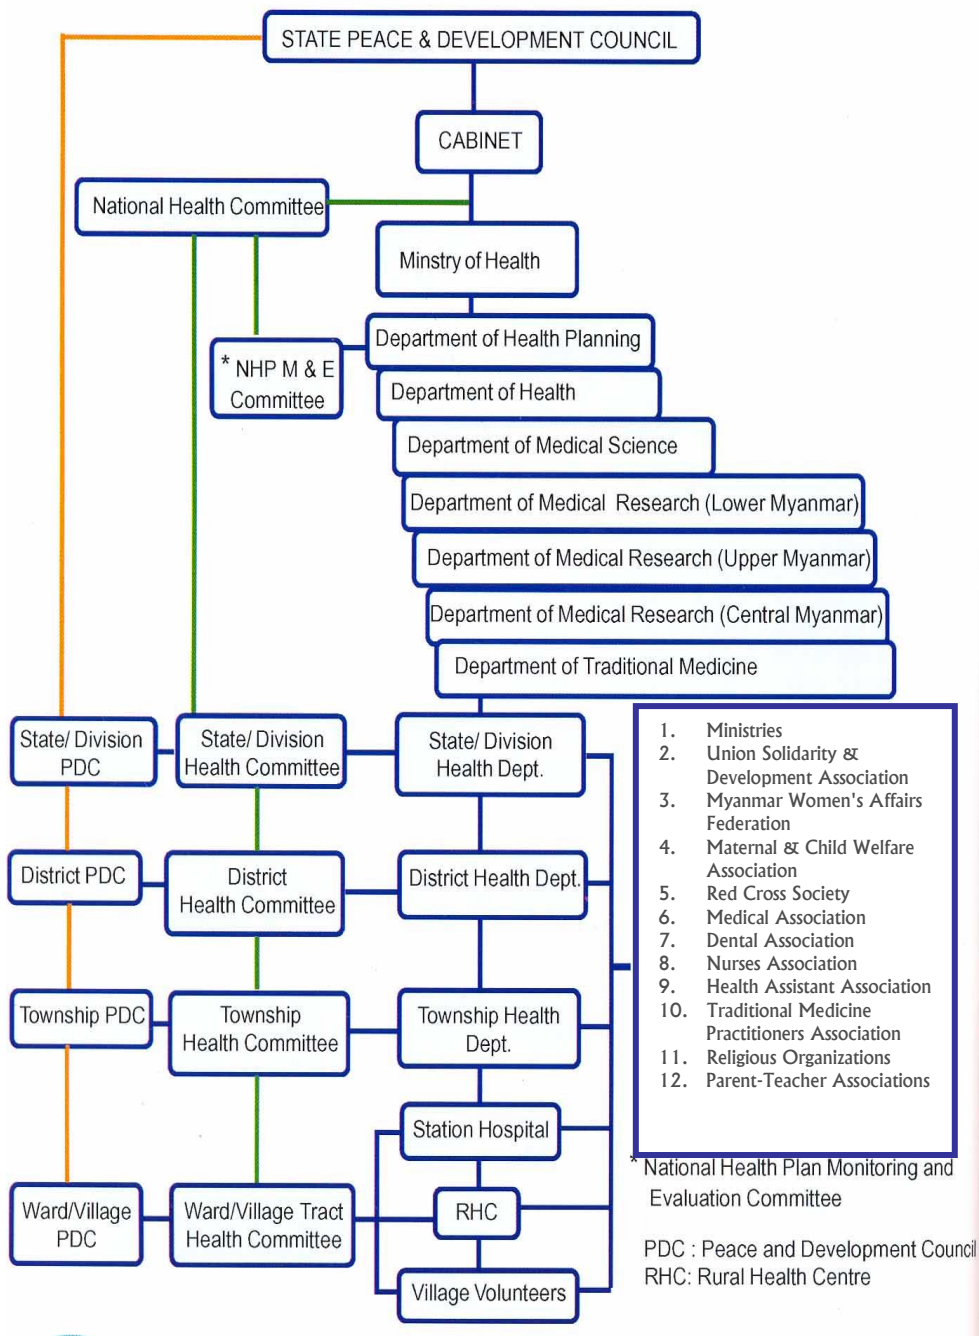 STATE PEACE & DEVELOPMENT COUNCIL
CABINET
National Health Committee
Minstry of Health
Department of Health Planning
* NHP M & E
Committee
Department of Health
Department of Medical Science
Department of Medical Research (Lower Myanmar)
Department of Medical Research (Upper Myanmar)
Department of Medical Research (Central Myanmar)
Department of Traditional Medicine
State/ Division
PDC
State/ Division
Health Committee
State/ Division
Health Dept.
District PDC
District
Health Committee
District Health Dept.
Township PDC
Township
Health Committee
Township Health
Dept.
Station Hospital
Ward/Village
PDC
Ward/Village Tract
Health Committee
RHC
Village Volunteers
1. Ministries
2. Union Solidarity &
Development Association
3. Myanmar Women's Affairs
Federation
4. Maternal & Child Welfare
Association
5. Red Cross Society
6. Medical Association
7. Dental Association
8. Nurses Association
9. Health Assistant Association
10. Traditional Medicine
Practitioners Association
11. Religious Organizations
12. Parent-Teacher Associations
* National Health Plan Monitoring and
Evaluation Committee
PDC : Peace and Development Council
RHC: Rural Health Centre